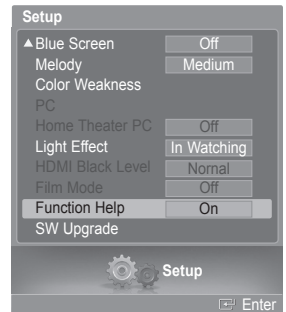 Setup
▲Blue Screen Off
Melody Medium
Color Weakness
PC
Home Theater PC Off
Light Effect In Watching
HDMI Black Level Nornal
Film Mode Off
Function Help On
SW Upgrade
Setup
Enter